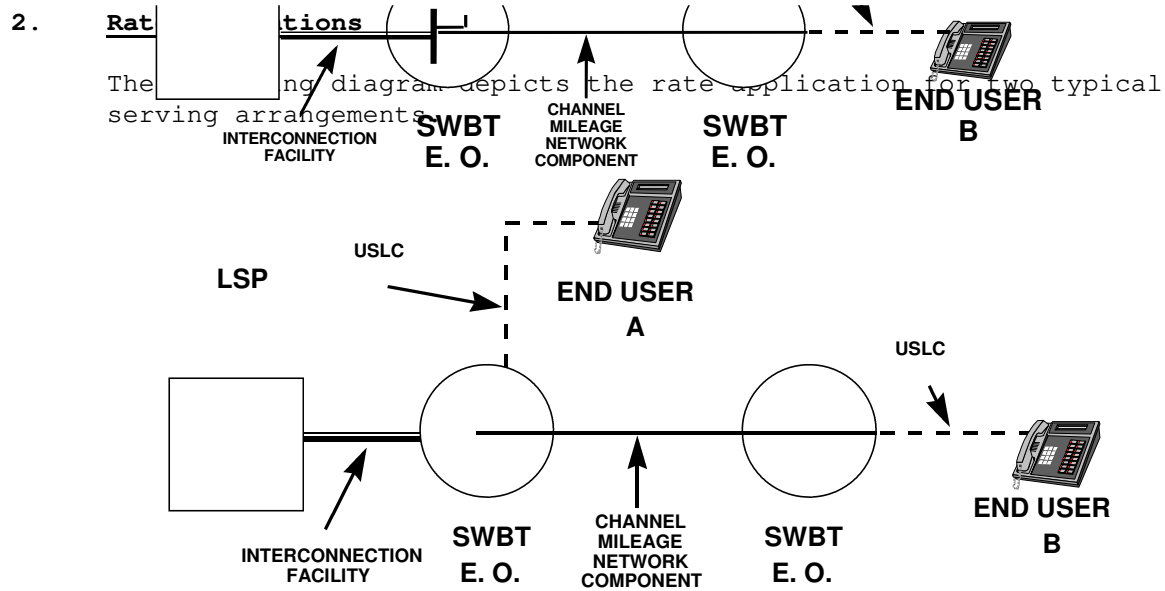 2. Rat tions
The ng diagram depicts the rate application for two typical
serving arrangements.
END USER
B
INTERCONNECTION
FACILITY
SWBT
E. O.
CHANNEL
MILEAGE
NETWORK
COMPONENT
SWBT
E. O.
USLC
LSP
END USER
A
USLC
END USER
B
INTERCONNECTION
FACILITY
SWBT
E. O.
CHANNEL
MILEAGE
NETWORK
COMPONENT
SWBT
E. O.